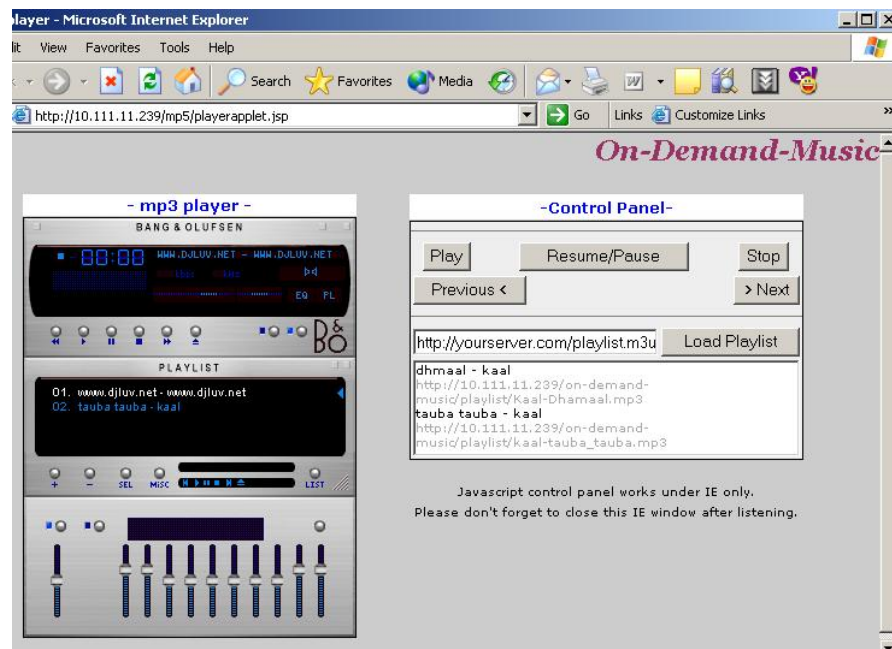 layer - Microsoft Internet Explorer
lit View Favorites Tools Help
Search Favorites Media
http://10.111.11.239/mp5/playerapplet.jsp Go Links Customize Links »
On-Demand-Music
- mp3 player -
BANG & OLUFSEN
00:00 WWW.DJLUV.NET - WWW.DJLUV.NET
EQ PL
B&O
PLAYLIST
01. www.djluv.net - www.djluv.net
02. tauba tauba - kaal
+ - SEL MISC LIST
-Control Panel-
Play Resume/Pause Stop
Previous < > Next
http://yourserver.com/playlist.m3u Load Playlist
dhmaal - kaal
http://10.111.11.239/on-demand-
music/playlist/Kaal-Dhamaal.mp3
tauba tauba - kaal
http://10.111.11.239/on-demand-
music/playlist/kaal-tauba_tauba.mp3
Javascript control panel works under IE only.
Please don't forget to close this IE window after listening.